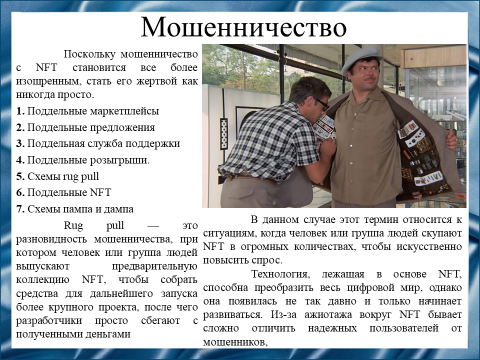 Мошенничество
Поскольку мошенничество
с NFT становится все более
изощренным, стать его жертвой как
никогда просто.
1. Поддельные маркетплейсы
2. Поддельные предложения
3. Поддельная служба поддержки
4. Поддельные розыгрыши.
5. Схемы rug pull
6. Поддельные NFT
7. Схемы пампа и дампа
Rug pull — это
разновидность мошенничества, при
котором человек или группа людей
выпускают предварительную
коллекцию NFT, чтобы собрать
средства для дальнейшего запуска
более крупного проекта, после чего
разработчики просто сбегают с
полученными деньгами
В данном случае этот термин относится к
ситуациям, когда человек или группа людей скупают
NFT в огромных количествах, чтобы искусственно
повысить спрос.
Технология, лежащая в основе NFT,
способна преобразить весь цифровой мир, однако
она появилась не так давно и только начинает
развиваться. Из-за ажиотажа вокруг NFT бывает
сложно отличить надежных пользователей от
мошенников,